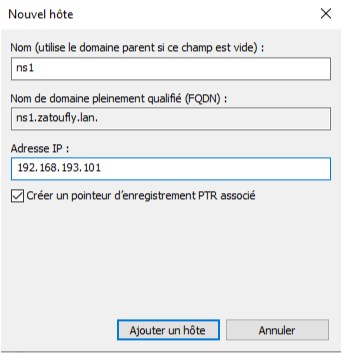 Nouvel hôte
Nom (utilise le domaine parent si ce champ est vide) :
ns1
Nom de domaine pleinement qualifié (FQDN) :
ns1.zatoufly.lan.
Adresse IP :
192.168.193.101
Créer un pointeur d'enregistrement PTR associé
Ajouter un hôte
Annuler